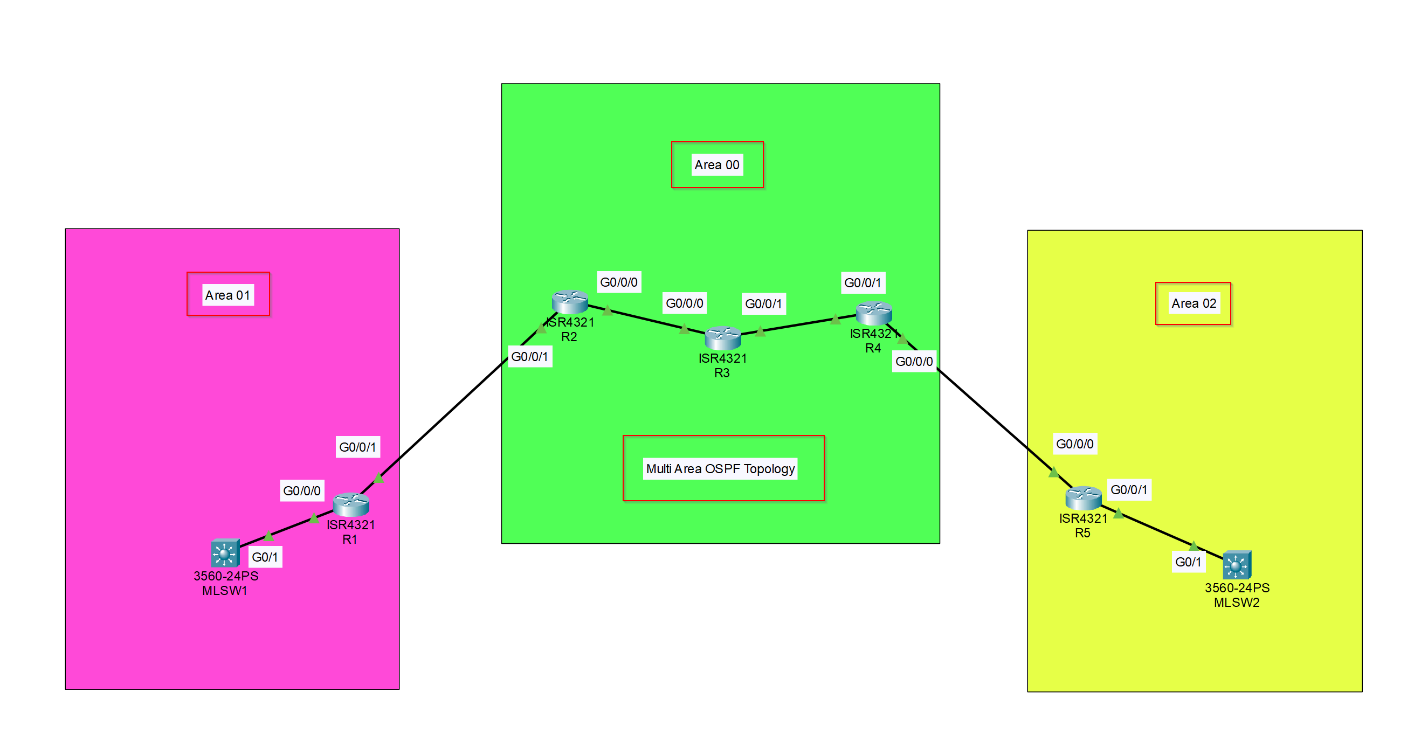 Area 00
Area 01
Area 02
G0/0/0
G0/0/0
G0/0/1
G0/0/1
ISR4321
R2
ISR4321
R3
ISR4321
R4
G0/0/1
G0/0/0
Multi Area OSPF Topology
G0/0/1
G0/0/0
ISR4321
R1
G0/1
3560-24PS
MLSW1
G0/0/0
G0/0/1
ISR4321
R5
G0/1
3560-24PS
MLSW2